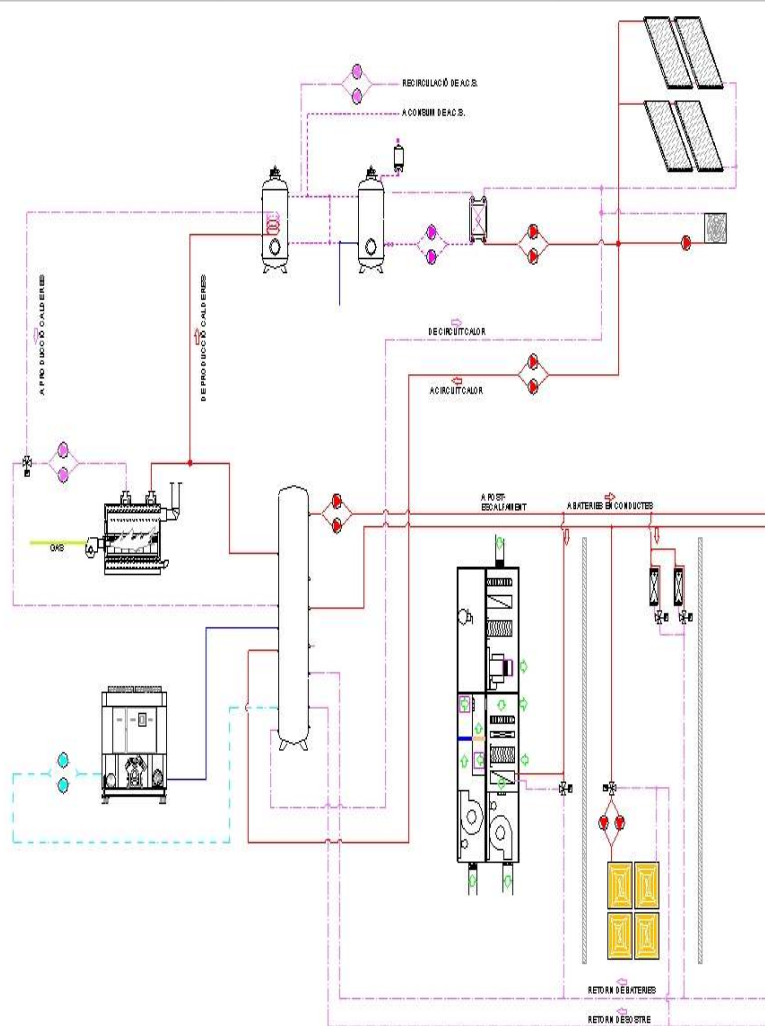 RECIRCULACIÓ DE A.C.S.
A CONSUM DE A.C.S.
A PRODUCCIÓ CALDERES
DE PRODUCCIÓ CALDERES
DE CIRCUIT CALOR
A CIRCUIT CALOR
A POST-
ESCALFAMENT
A BATERIES EN CONDUCTES
GAS
RETORN DE BATERIES
RETORN DE SOSTRE